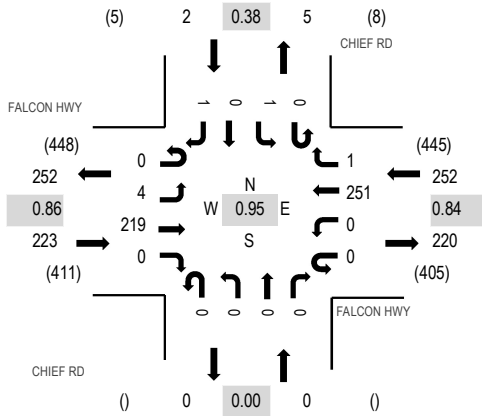 (5) 2 0.38 5 (8)
CHIEF RD
FALCON HWY
1 0 1 0
(448) (445)
252 0 1 252
4 251
0.86 N 0.84
W 0.95 E
219 0
223 S 220
0 0
(411) (405)
0 0 0 0
FALCON HWY
CHIEF RD
() 0 0.00 0 ()